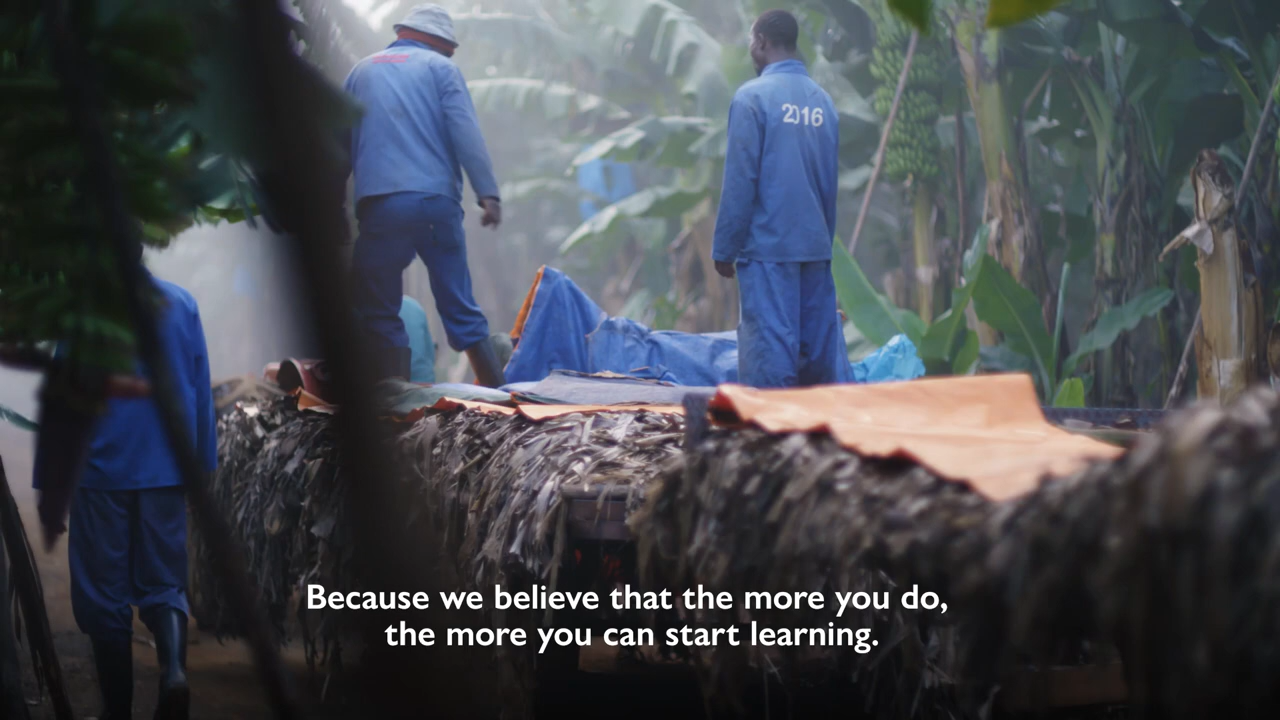 2016
Because we believe that the more you do,
the more you can start learning.